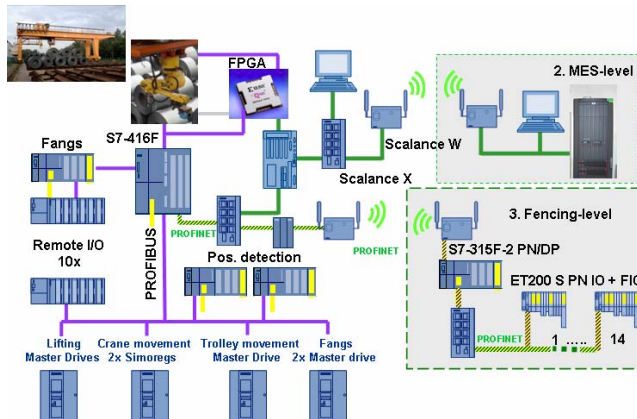 FPGA
XILINX
2. MES-level
S7-416F
Fangs
Scalance W
Scalance X
3. Fencing-level
PROFINET
PROFINET
S7-315F-2 PN/DP
Remote I/O
10x
PROFIBUS
Pos. detection
ET200 S PN IO + FIO
PROFINET
1 ..... 14
Lifting
Master Drives
Crane movement
2x Simoregs
Trolley movement
Master Drive
Fangs
2x Master drive